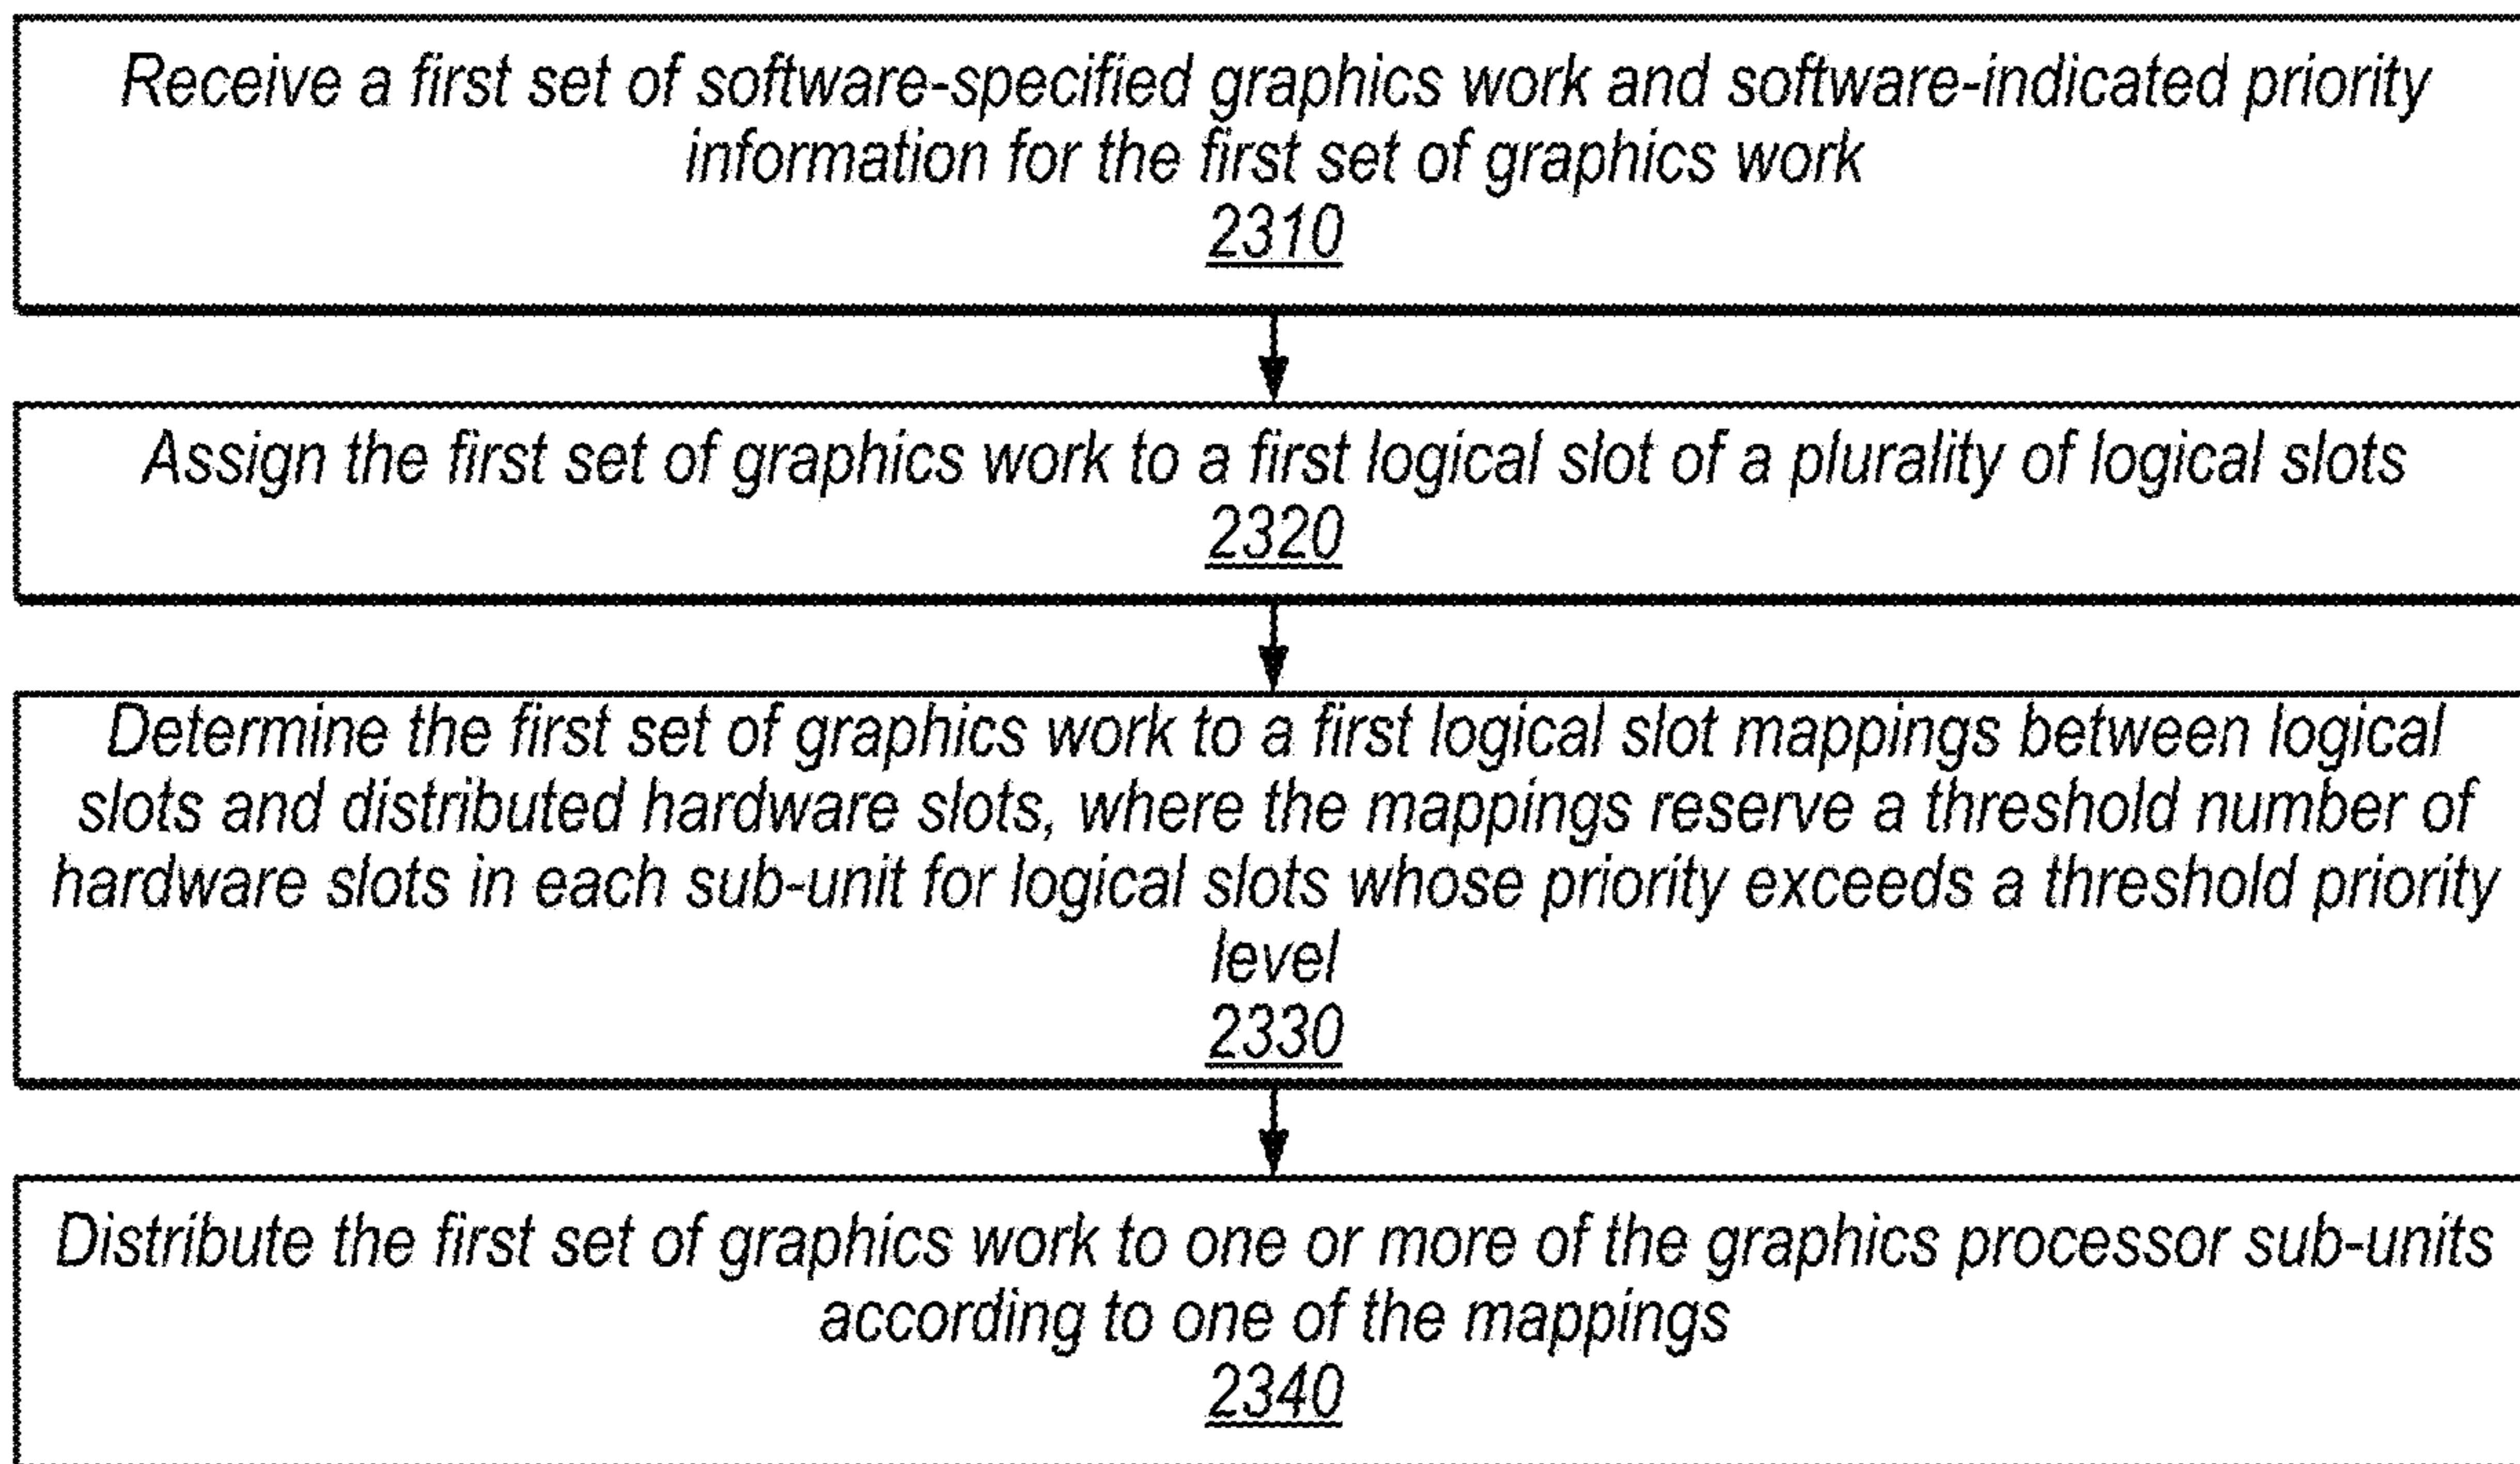 Receive a first set of software-specified graphics work and software-indicated priority
information for the first set of graphics work
2310
Assign the first set of graphics work to a first logical slot of a plurality of logical slots
2320
Determine the first set of graphics work to a first logical slot mappings between logical
slots and distributed hardware slots, where the mappings reserve a threshold number of
hardware slots in each sub-unit for logical slots whose priority exceeds a threshold priority
level
2330
Distribute the first set of graphics work to one or more of the graphics processor sub-units
according to one of the mappings
2340